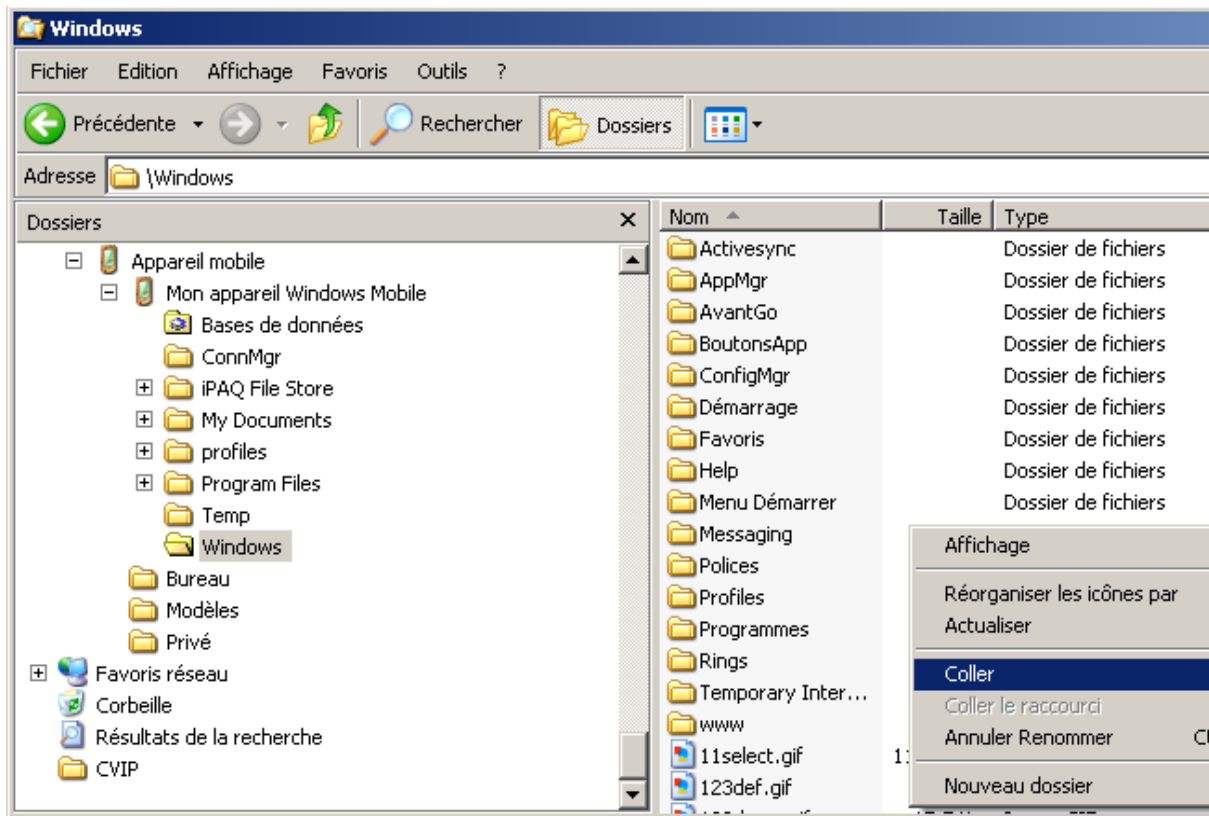 Windows
Fichier Edition Affichage Favoris Outils ?
Précédente Rechercher Dossiers
Adresse \Windows
Dossiers
Appareil mobile
Mon appareil Windows Mobile
Bases de données
ConnMgr
iPAQ File Store
My Documents
profiles
Program Files
Temp
Windows
Bureau
Modèles
Privé
Favoris réseau
Corbeille
Résultats de la recherche
CVIP
Nom Taille Type
Activesync Dossier de fichiers
AppMgr Dossier de fichiers
AvantGo Dossier de fichiers
BoutonsApp Dossier de fichiers
ConfigMgr Dossier de fichiers
Démarrage Dossier de fichiers
Favoris Dossier de fichiers
Help Dossier de fichiers
Menu Démarrer Dossier de fichiers
Messaging
Polices
Profiles
Programmes
Rings
Temporary Inter...
www
11select.gif
123def.gif
Affichage
Réorganiser les icônes par
Actualiser
Coller
Coller le raccourci
Annuler Renommer
Nouveau dossier